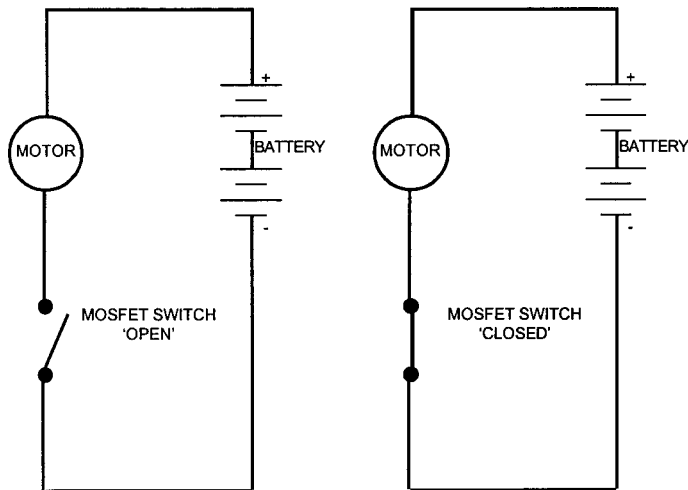 +
MOTOR
BATTERY
-
MOSFET SWITCH
'OPEN'
+
MOTOR
BATTERY
-
MOSFET SWITCH
'CLOSED'